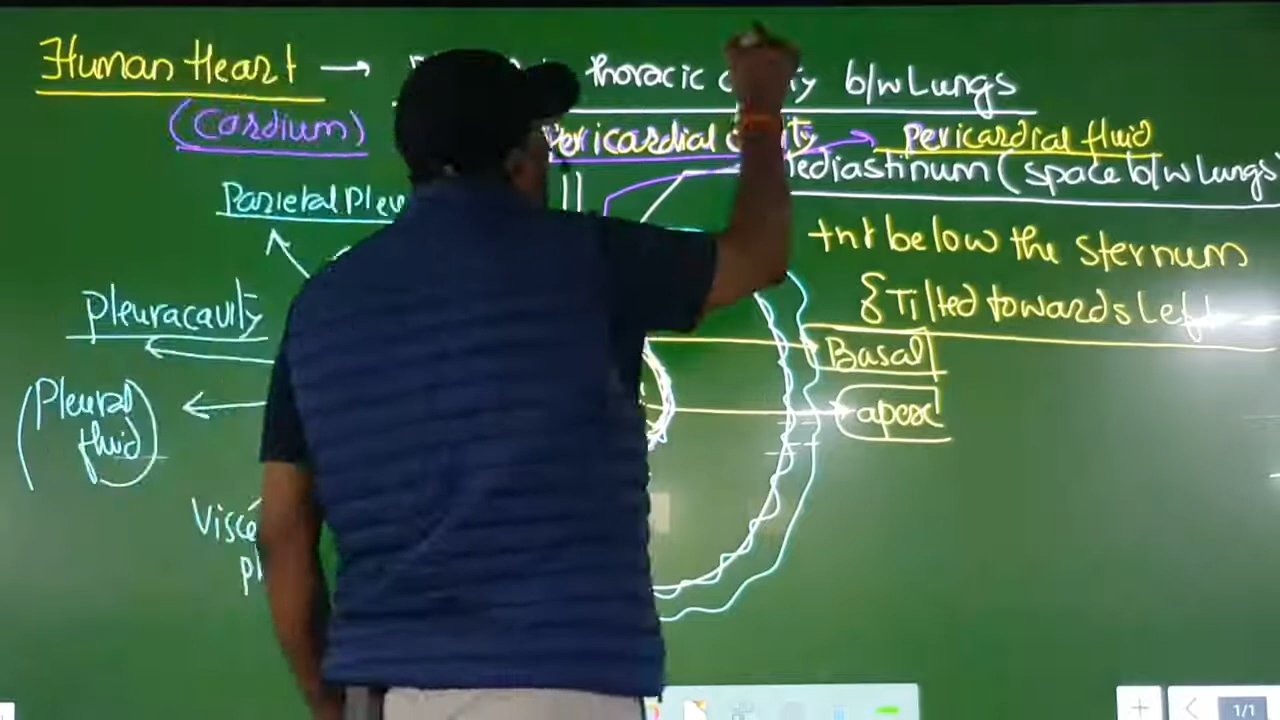 Human Heart → thoracic b/w Lungs
(Cardium)
Pericardial → Pericardial fluid
mediastinum (space b/w Lungs
Parietal Pleu
+nt below the sternum
& Tilted towards Left
Pleuracavity
Basal
apex
(Pleural
fluid)
Visce
pl
1/1